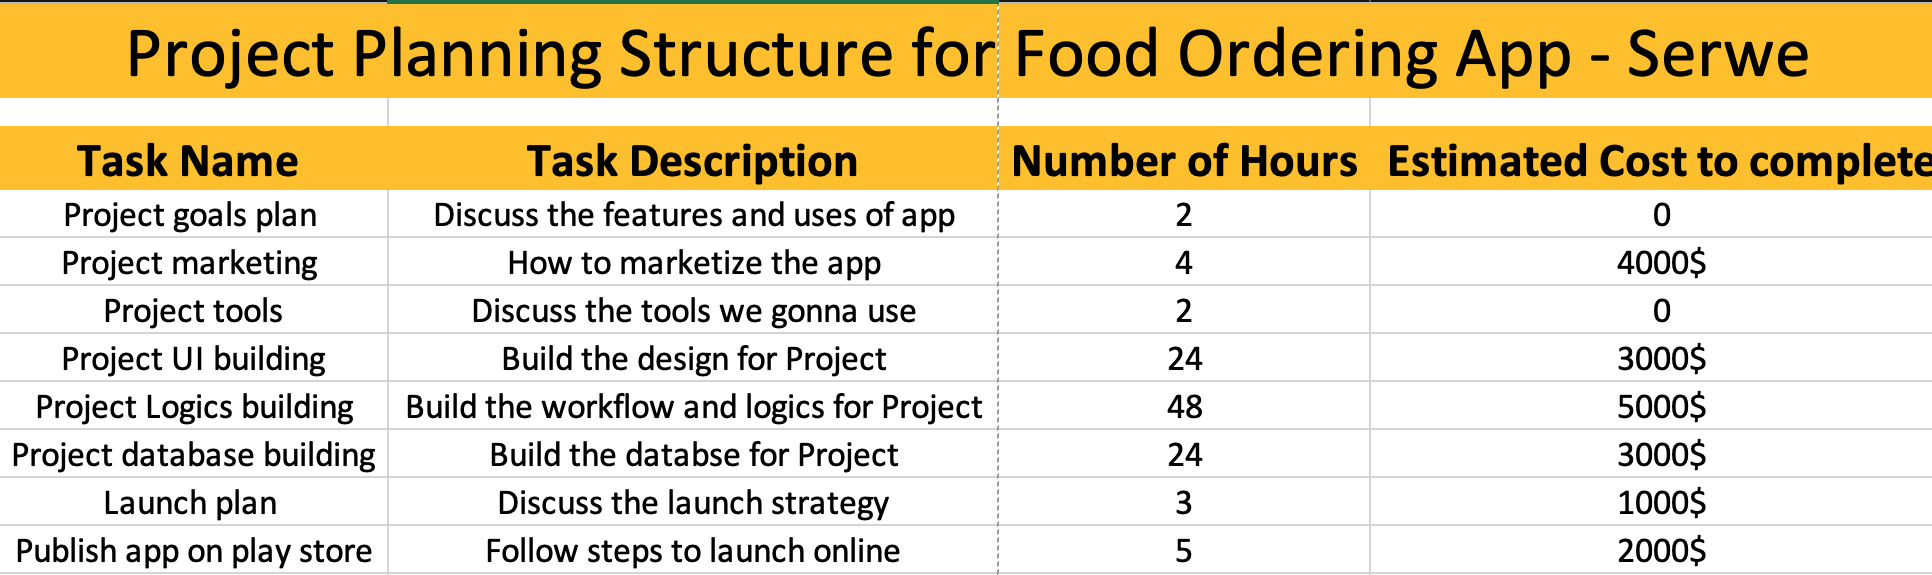 Project Planning Structure for Food Ordering App - Serwe
Task Name Task Description Number of Hours Estimated Cost to complete
Project goals plan Discuss the features and uses of app 2 0
Project marketing How to marketize the app 4 4000$
Project tools Discuss the tools we gonna use 2 0
Project UI building Build the design for Project 24 3000$
Project Logics building Build the workflow and logics for Project 48 5000$
Project database building Build the databse for Project 24 3000$
Launch plan Discuss the launch strategy 3 1000$
Publish app on play store Follow steps to launch online 5 2000$